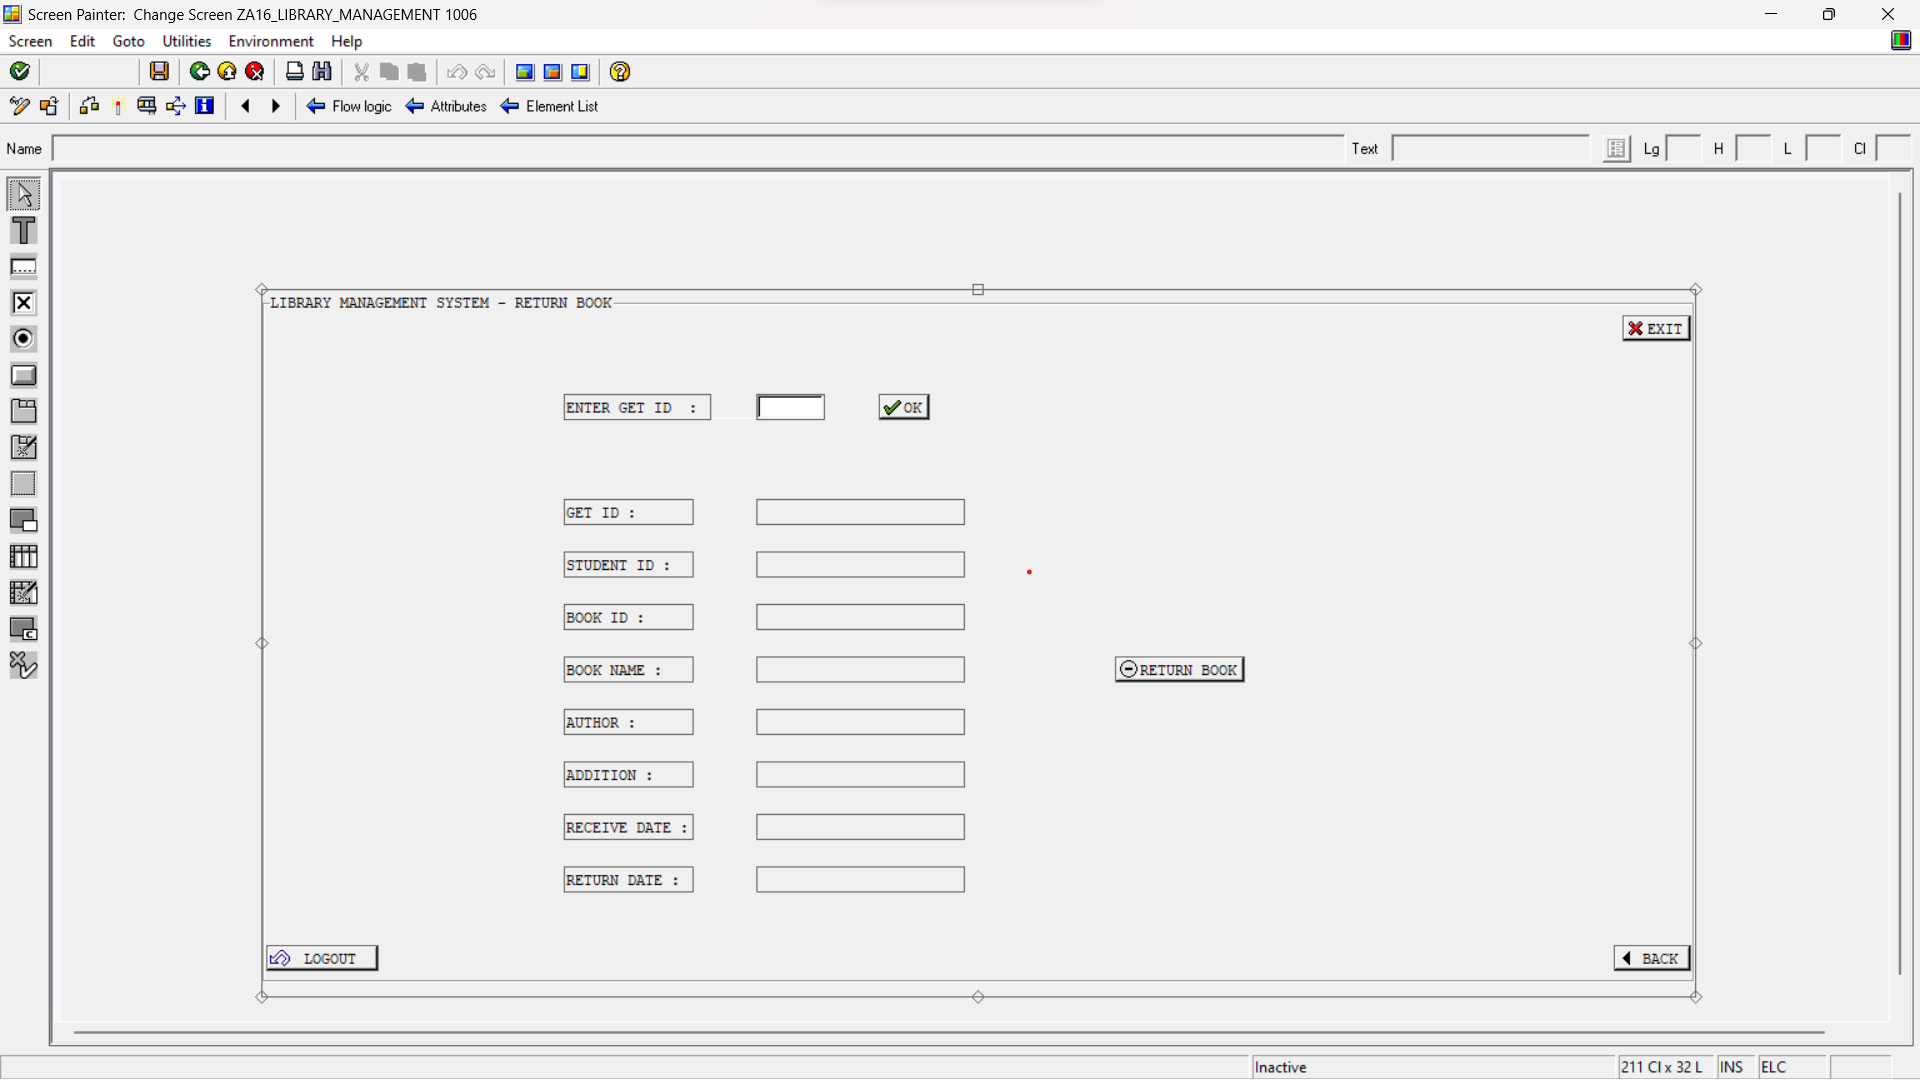 Screen Painter: Change Screen ZA16_LIBRARY_MANAGEMENT 1006
Screen Edit Goto Utilities Environment Help
Flow logic Attributes Element List
Name Text Lg H L Cl
LIBRARY MANAGEMENT SYSTEM - RETURN BOOK
EXIT
ENTER GET ID : OK
GET ID :
STUDENT ID :
BOOK ID :
BOOK NAME : RETURN BOOK
AUTHOR :
ADDITION :
RECEIVE DATE :
RETURN DATE :
LOGOUT BACK
Inactive 211 Cl x 32 L INS ELC